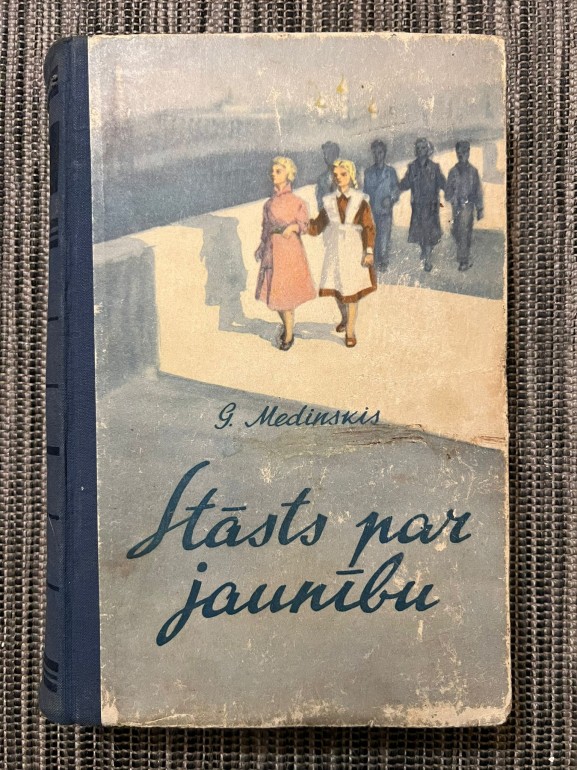 G. Medinskis
Stāsts par
jaunību